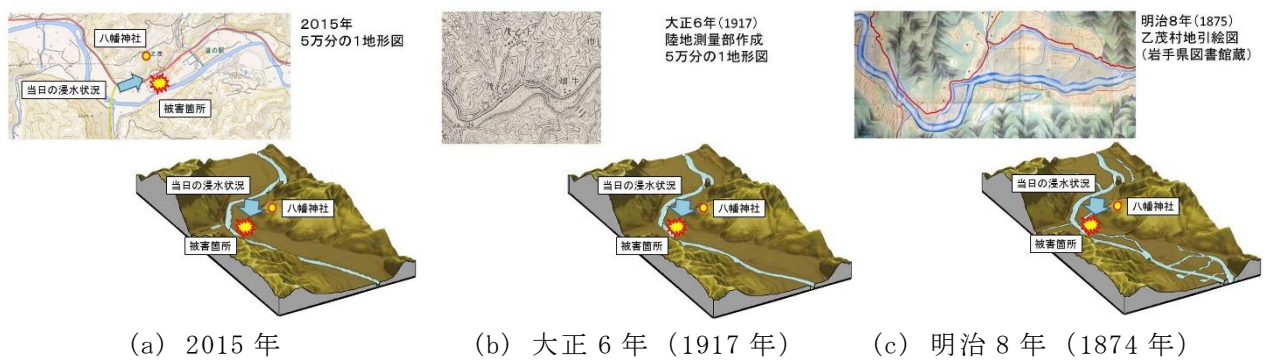 2015年
5万分の1地形図
八幡神社
乙茂
道の駅
当日の浸水状況
被害箇所
当日の浸水状況
八幡神社
被害箇所
(a) 2015 年
大正6年(1917)
陸地測量部作成
5万分の1地形図
当日の浸水状況
八幡神社
被害箇所
(b) 大正 6 年 (1917 年)
明治8年(1875)
乙茂村地引絵図
(岩手県図書館蔵)
当日の浸水状況
八幡神社
被害箇所
(c) 明治 8 年 (1874 年)